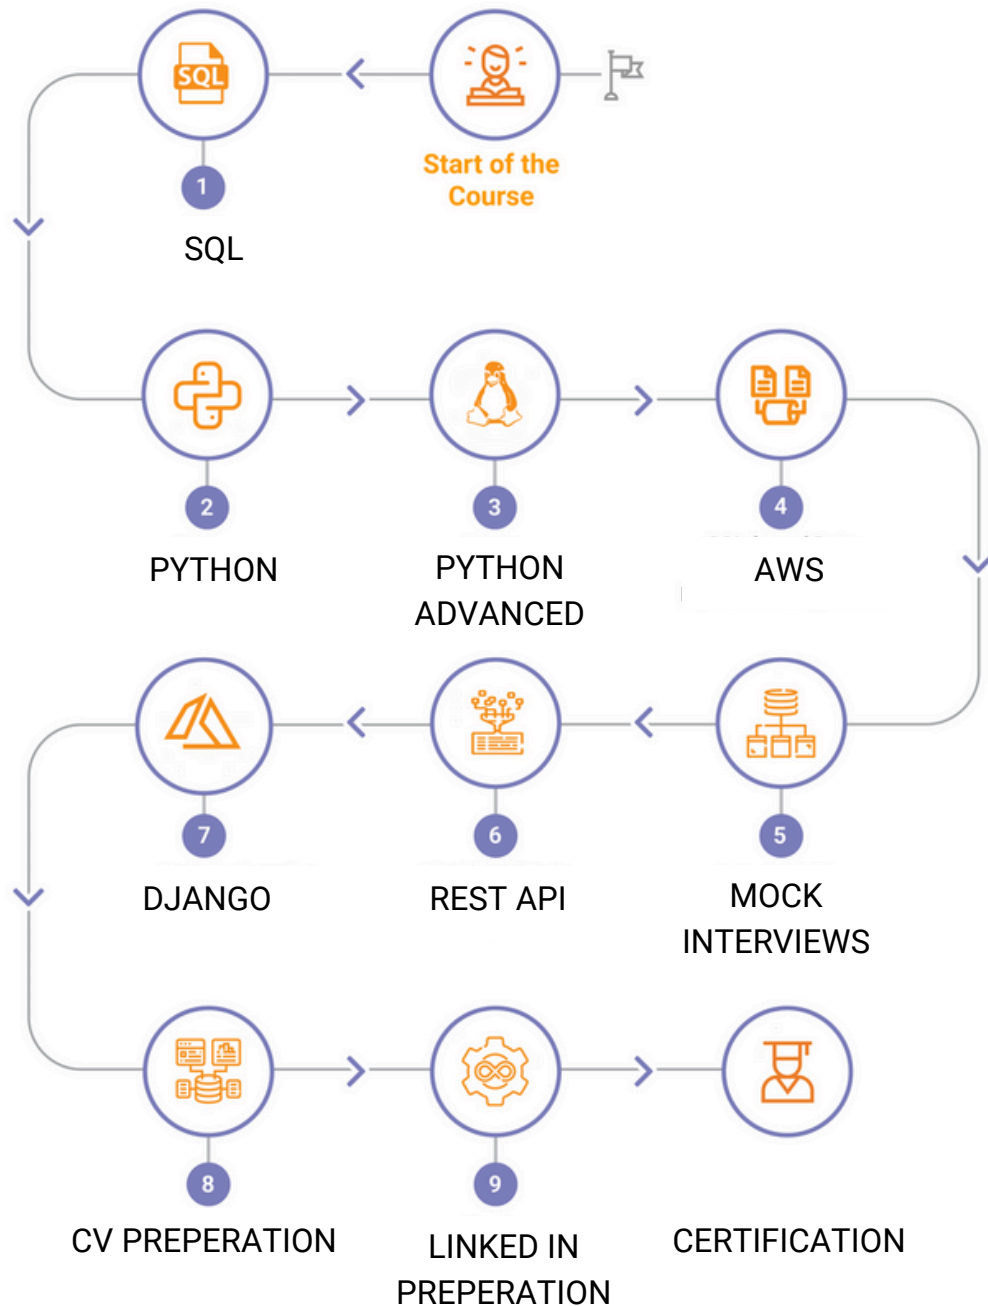 SQL
Start of the
Course
1
SQL
2
3
4
PYTHON
PYTHON
ADVANCED
AWS
7
6
5
DJANGO
REST API
MOCK
INTERVIEWS
8
9
CV PREPERATION
LINKED IN
PREPERATION
CERTIFICATION